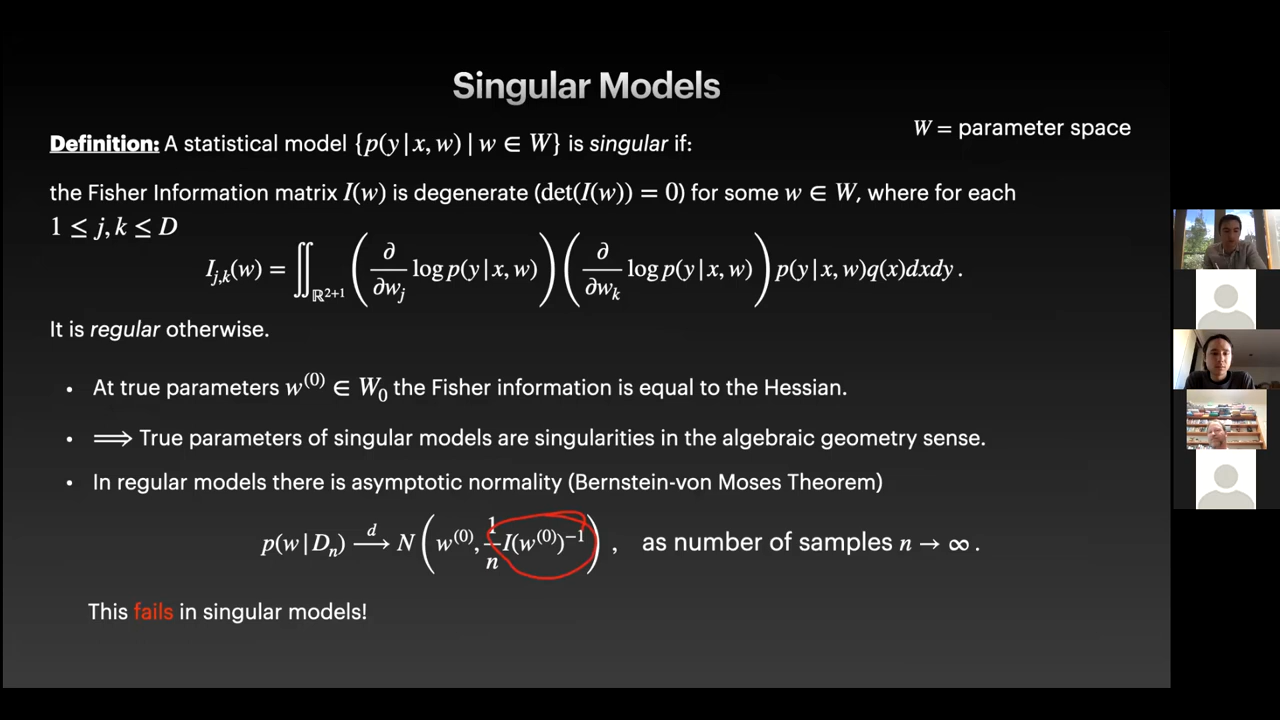 Singular Models
W = parameter space
Definition: A statistical model {p(y|x, w) | w ∈ W} is singular if:
the Fisher Information matrix I(w) is degenerate (det(I(w)) = 0) for some w ∈ W, where for each
1 ≤ j, k ≤ D
I_{j,k}(w) = ∬_{ℝ^{2+1}} (∂/∂w_j log p(y|x, w)) (∂/∂w_k log p(y|x, w)) p(y|x, w)q(x)dxdy .
It is regular otherwise.
• At true parameters w^{(0)} ∈ W_0 the Fisher information is equal to the Hessian.
• ⟹ True parameters of singular models are singularities in the algebraic geometry sense.
• In regular models there is asymptotic normality (Bernstein-von Moses Theorem)
p(w|D_n) →^d N(w^{(0)}, 1/n I(w^{(0)})^{-1}) , as number of samples n → ∞ .
This fails in singular models!